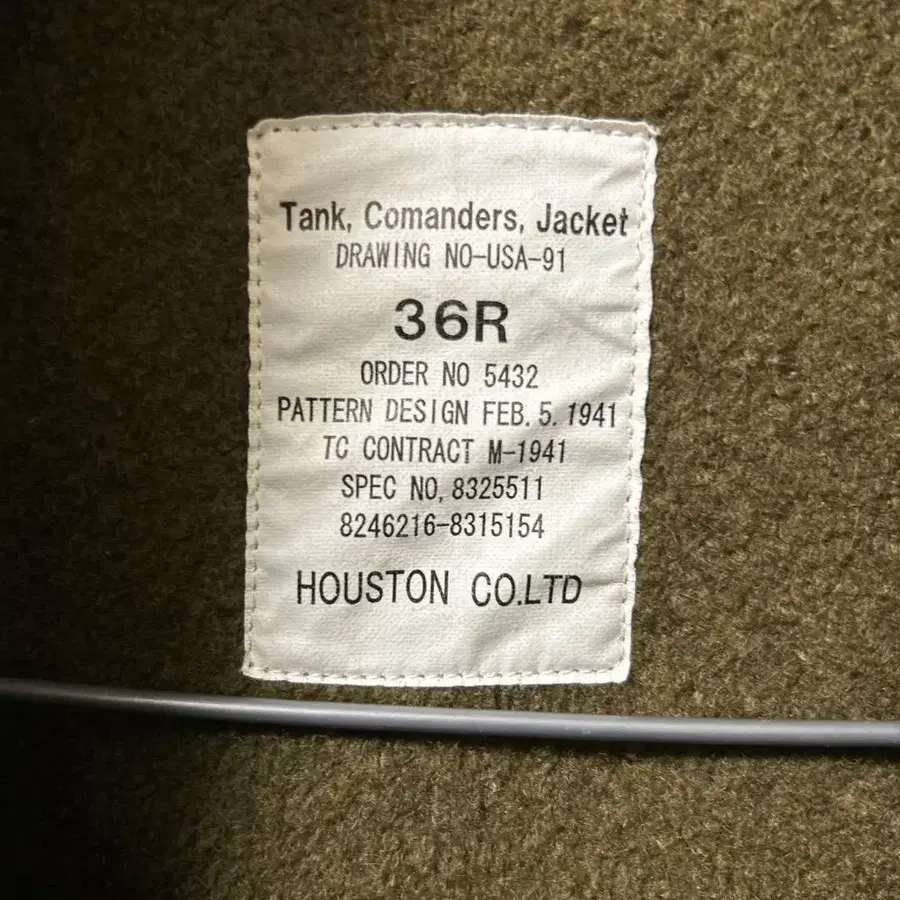 Tank, Comanders, Jacket
DRAWING NO-USA-91
36R
ORDER NO 5432
PATTERN DESIGN FEB. 5. 1941
TC CONTRACT M-1941
SPEC NO, 8325511
8246216-8315154
HOUSTON CO.LTD